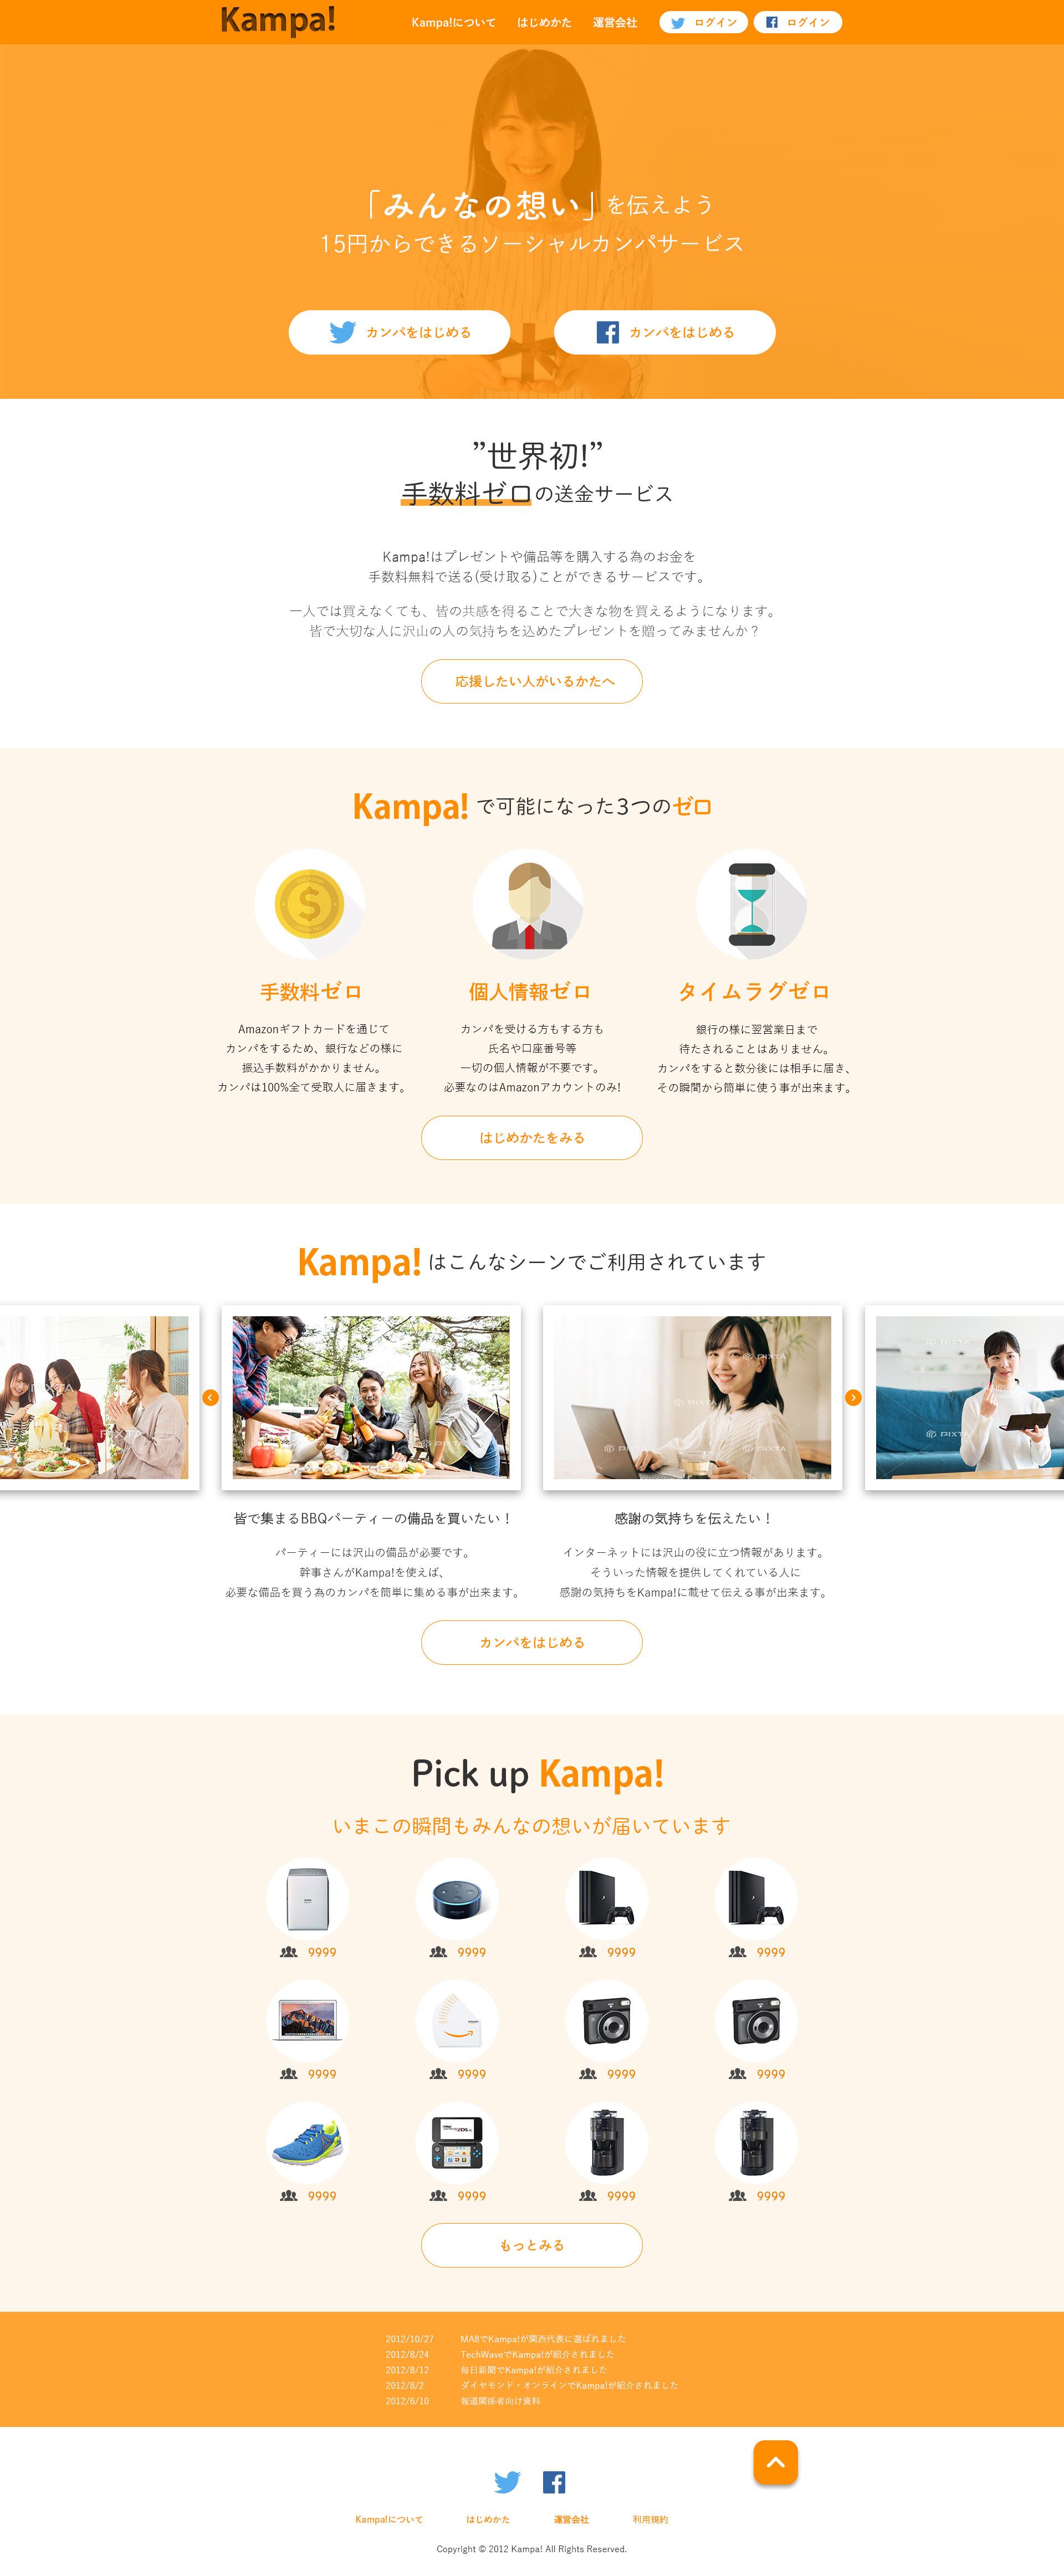 Kampa!
Kampa!について はじめかた 運営会社 ログイン ログイン
「みんなの想い」を伝えよう
15円からできるソーシャルカンパサービス
カンパをはじめる カンパをはじめる
”世界初!”
手数料ゼロの送金サービス
Kampa!はプレゼントや備品等を購入する為のお金を
手数料無料で送る(受け取る)ことができるサービスです。
一人では買えなくても、皆の共感を得ることで大きな物を買えるようになります。
皆で大切な人に沢山の人の気持ちを込めたプレゼントを贈ってみませんか？
応援したい人がいるかたへ
Kampa! で可能になった3つのゼロ
手数料ゼロ
Amazonギフトカードを通じて
カンパをするため、銀行などの様に
振込手数料がかかりません。
カンパは100%全て受取人に届きます。
個人情報ゼロ
カンパを受ける方もする方も
氏名や口座番号等
一切の個人情報が不要です。
必要なのはAmazonアカウントのみ!
タイムラグゼロ
銀行の様に翌営業日まで
待たされることはありません。
カンパをすると数分後には相手に届き、
その瞬間から簡単に使う事が出来ます。
はじめかたをみる
Kampa! はこんなシーンでご利用されています
PIXTA
PIXTA
PIXTA
PIXTA
PIXTA
PIXTA
PIXTA
PIXTA
PIXTA
皆で集まるBBQパーティーの備品を買いたい！
パーティーには沢山の備品が必要です。
幹事さんがKampa!を使えば、
必要な備品を買う為のカンパを簡単に集める事が出来ます。
感謝の気持ちを伝えたい！
インターネットには沢山の役に立つ情報があります。
そういった情報を提供してくれている人に
感謝の気持ちをKampa!に載せて伝える事が出来ます。
カンパをはじめる
Pick up Kampa!
いまこの瞬間もみんなの想いが届いています
9999 9999 9999 9999
9999 9999 9999 9999
9999 9999 9999 9999
もっとみる
2012/10/27 MA8でKampa!が関西代表に選ばれました
2012/8/24 TechWaveでKampa!が紹介されました
2012/8/12 毎日新聞でKampa!が紹介されました
2012/8/2 ダイヤモンド・オンラインでKampa!が紹介されました
2012/6/10 報道関係者向け資料
Kampa!について はじめかた 運営会社 利用規約
Copyright © 2012 Kampa! All Rights Reserved.